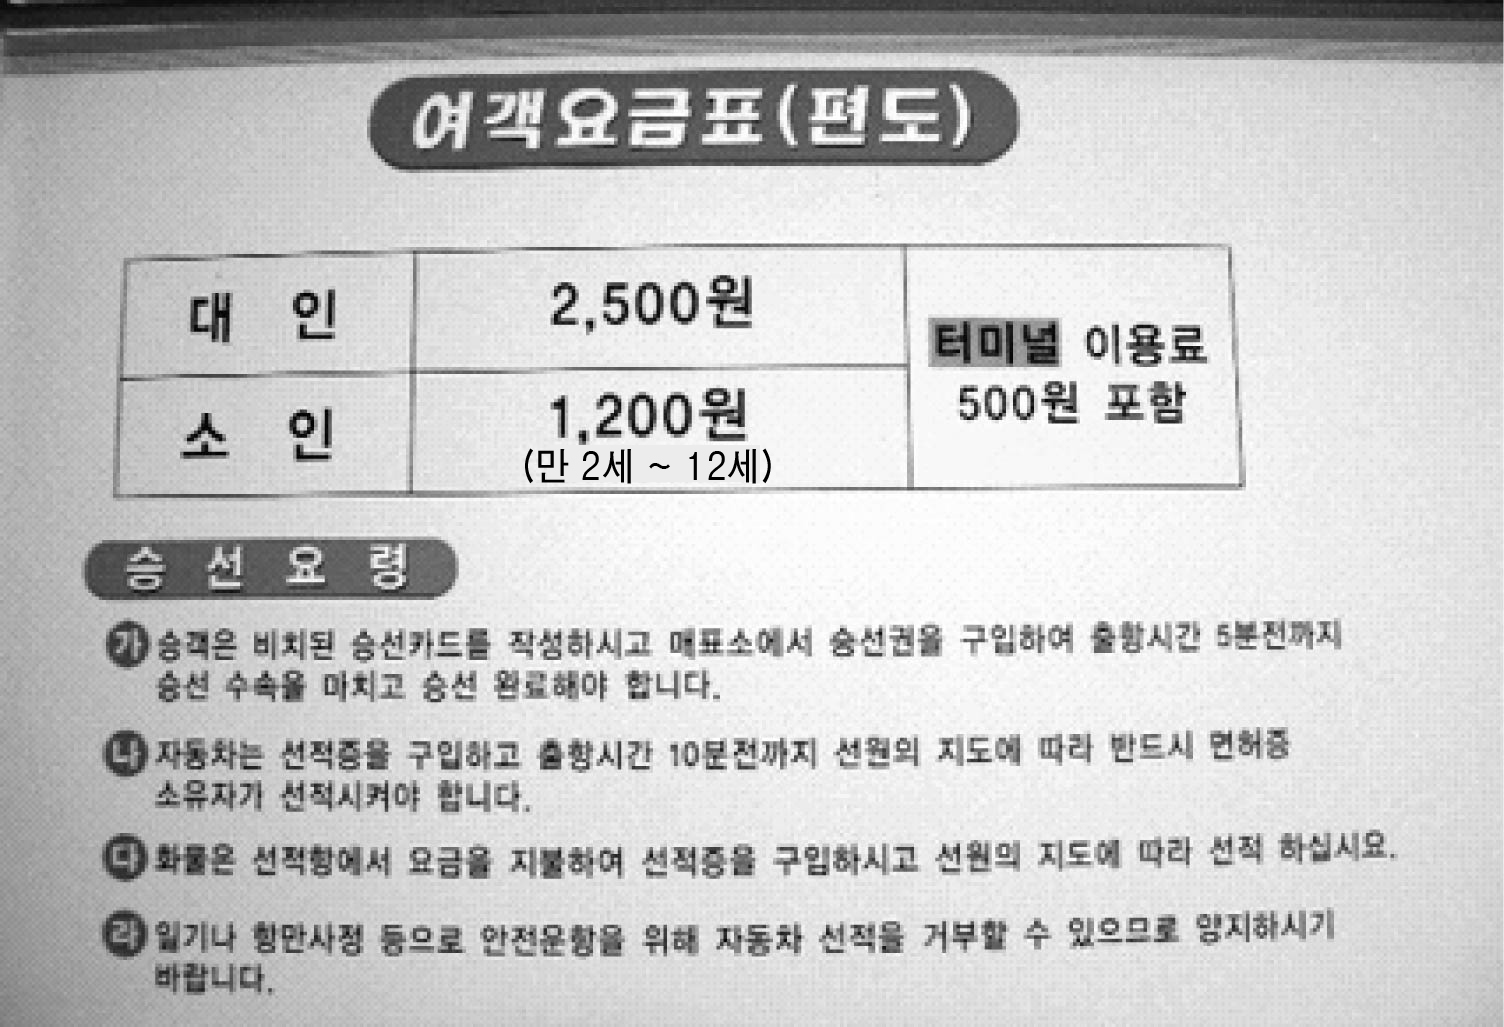 여객요금표(편도)
대 인
2,500원
터미널 이용료
500원 포함
소 인
1,200원
(만 2세 ~ 12세)
승 선 요 령
가 승객은 비치된 승선카드를 작성하시고 매표소에서 승선권을 구입하여 출항시간 5분전까지
승선 수속을 마치고 승선 완료해야 합니다.
나 자동차는 선적증을 구입하고 출항시간 10분전까지 선원의 지도에 따라 반드시 면허증
소유자가 선적시켜야 합니다.
다 화물은 선적항에서 요금을 지불하여 선적증을 구입하시고 선원의 지도에 따라 선적 하십시요.
라 일기나 항만사정 등으로 안전운항을 위해 자동차 선적을 거부할 수 있으므로 양지하시기
바랍니다.